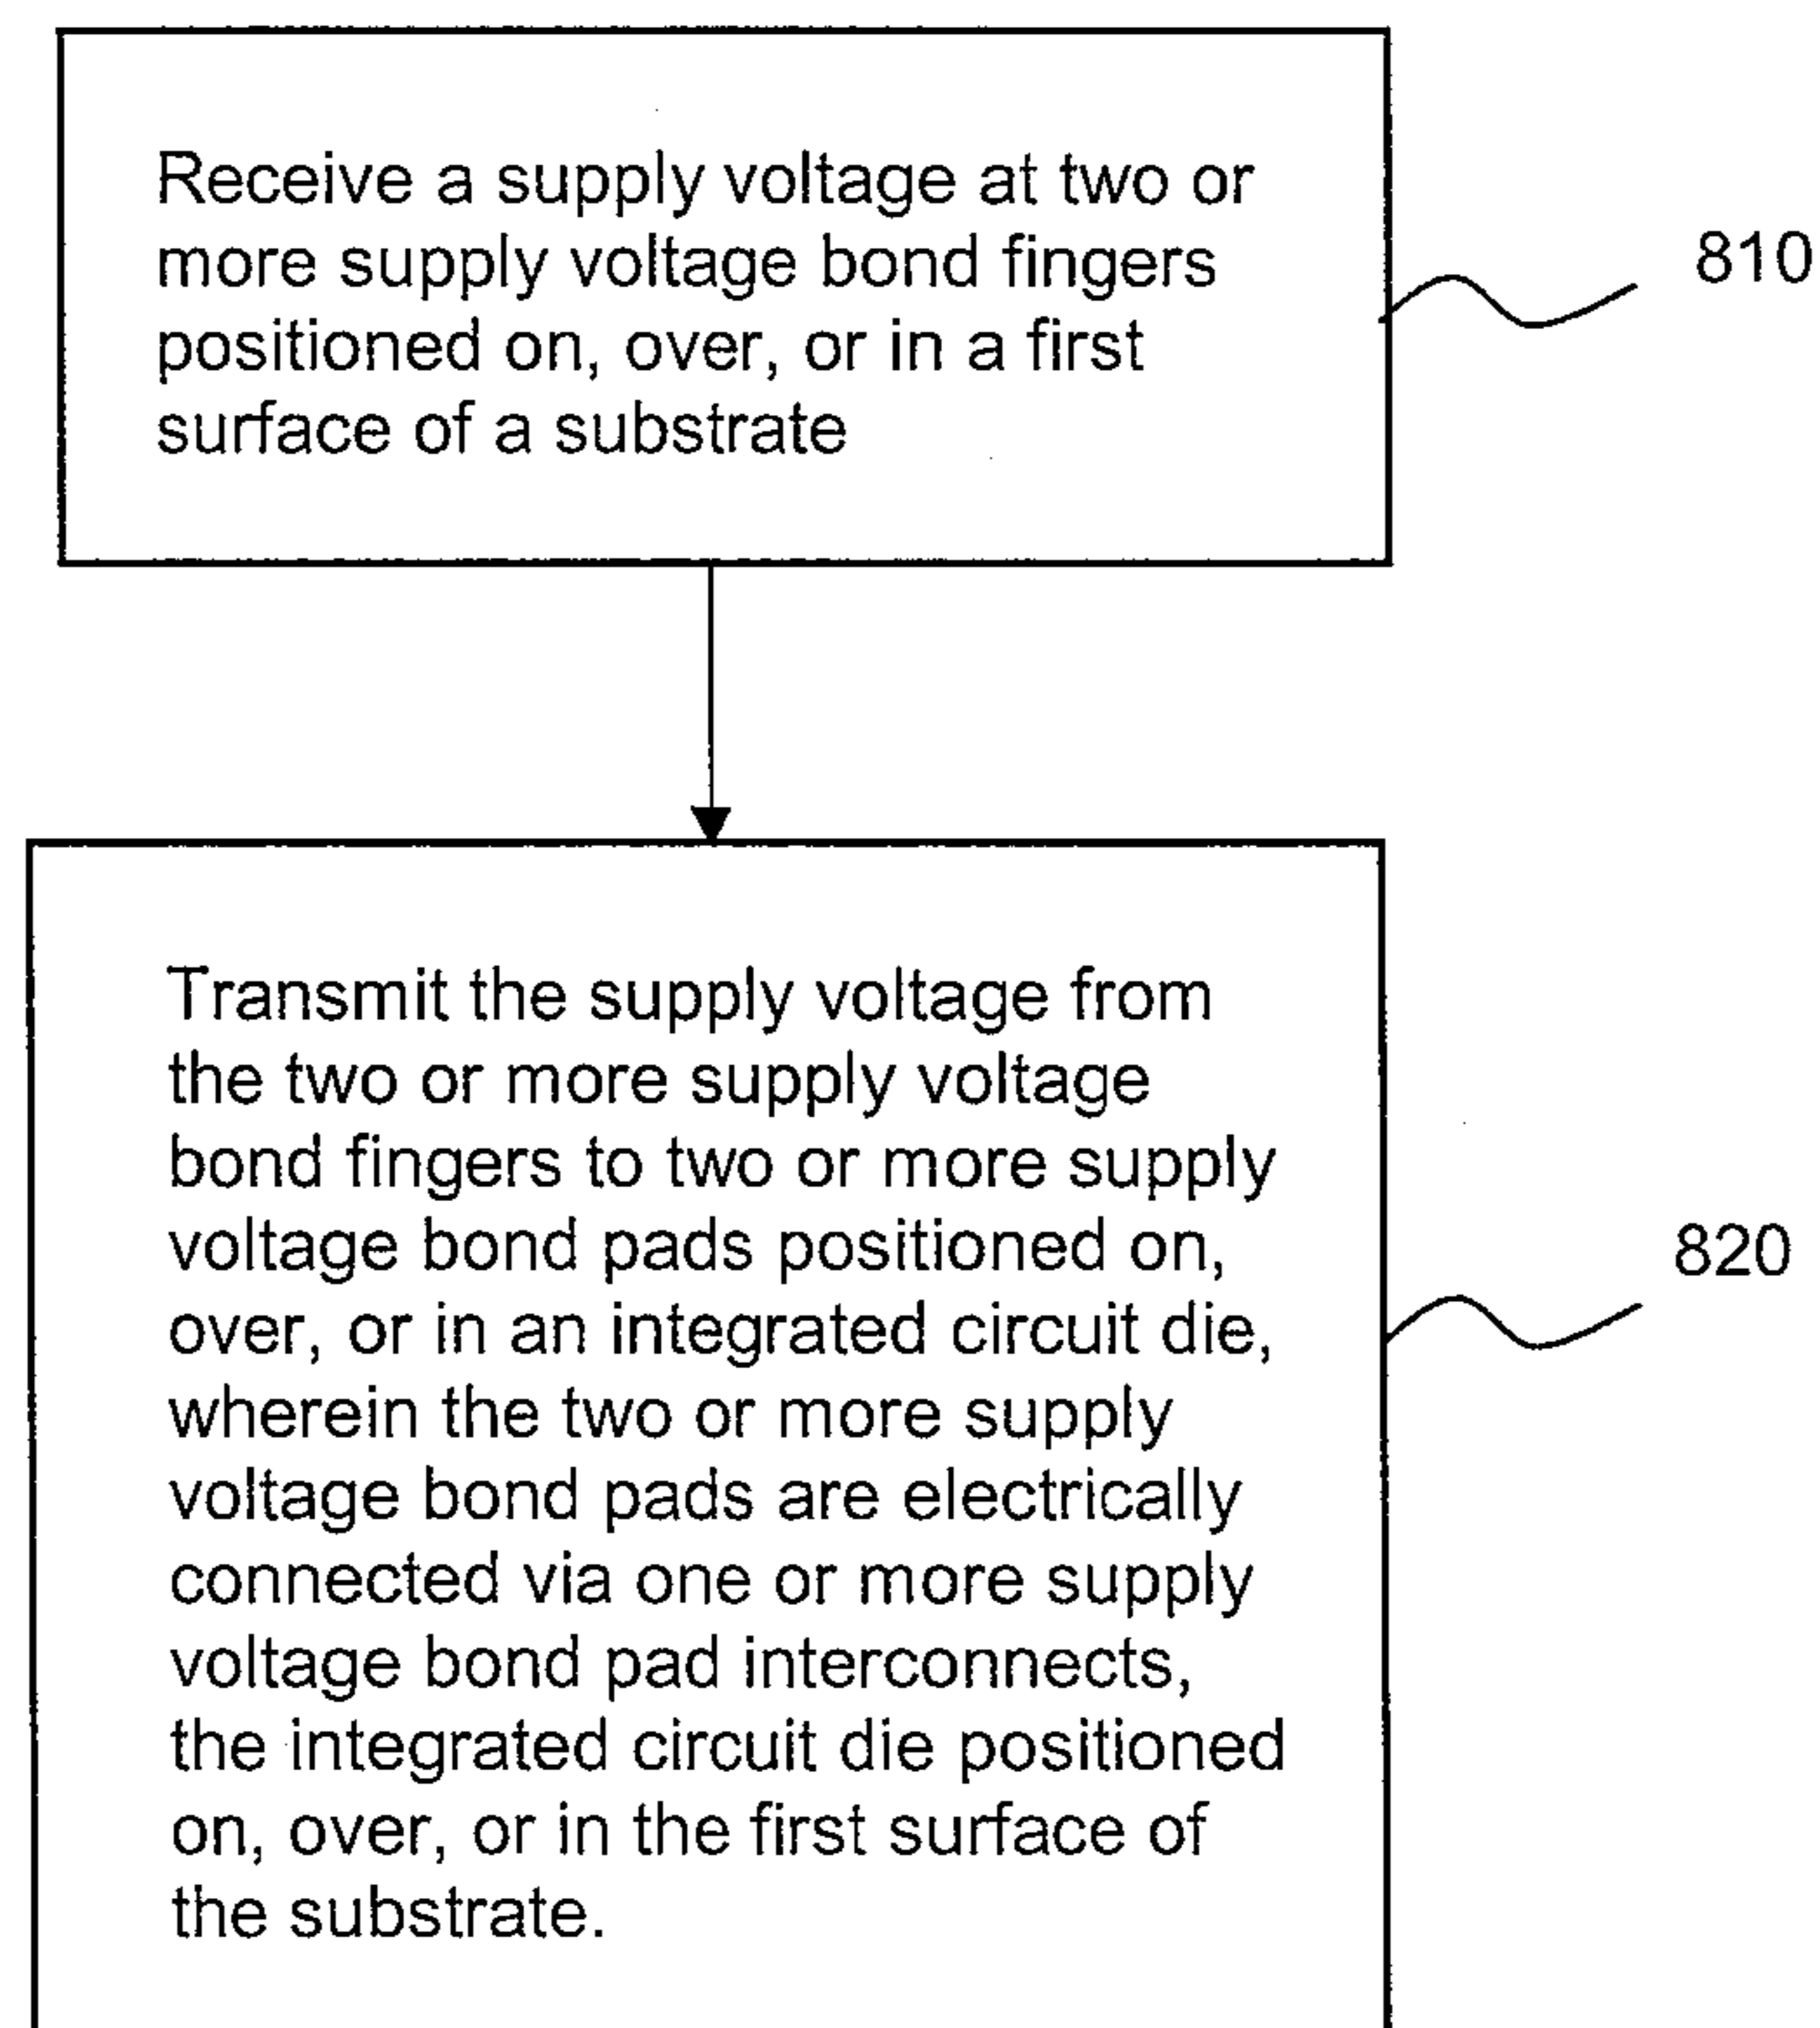 Receive a supply voltage at two or
more supply voltage bond fingers
positioned on, over, or in a first
surface of a substrate
810
Transmit the supply voltage from
the two or more supply voltage
bond fingers to two or more supply
voltage bond pads positioned on,
over, or in an integrated circuit die,
wherein the two or more supply
voltage bond pads are electrically
connected via one or more supply
voltage bond pad interconnects,
the integrated circuit die positioned
on, over, or in the first surface of
the substrate.
820